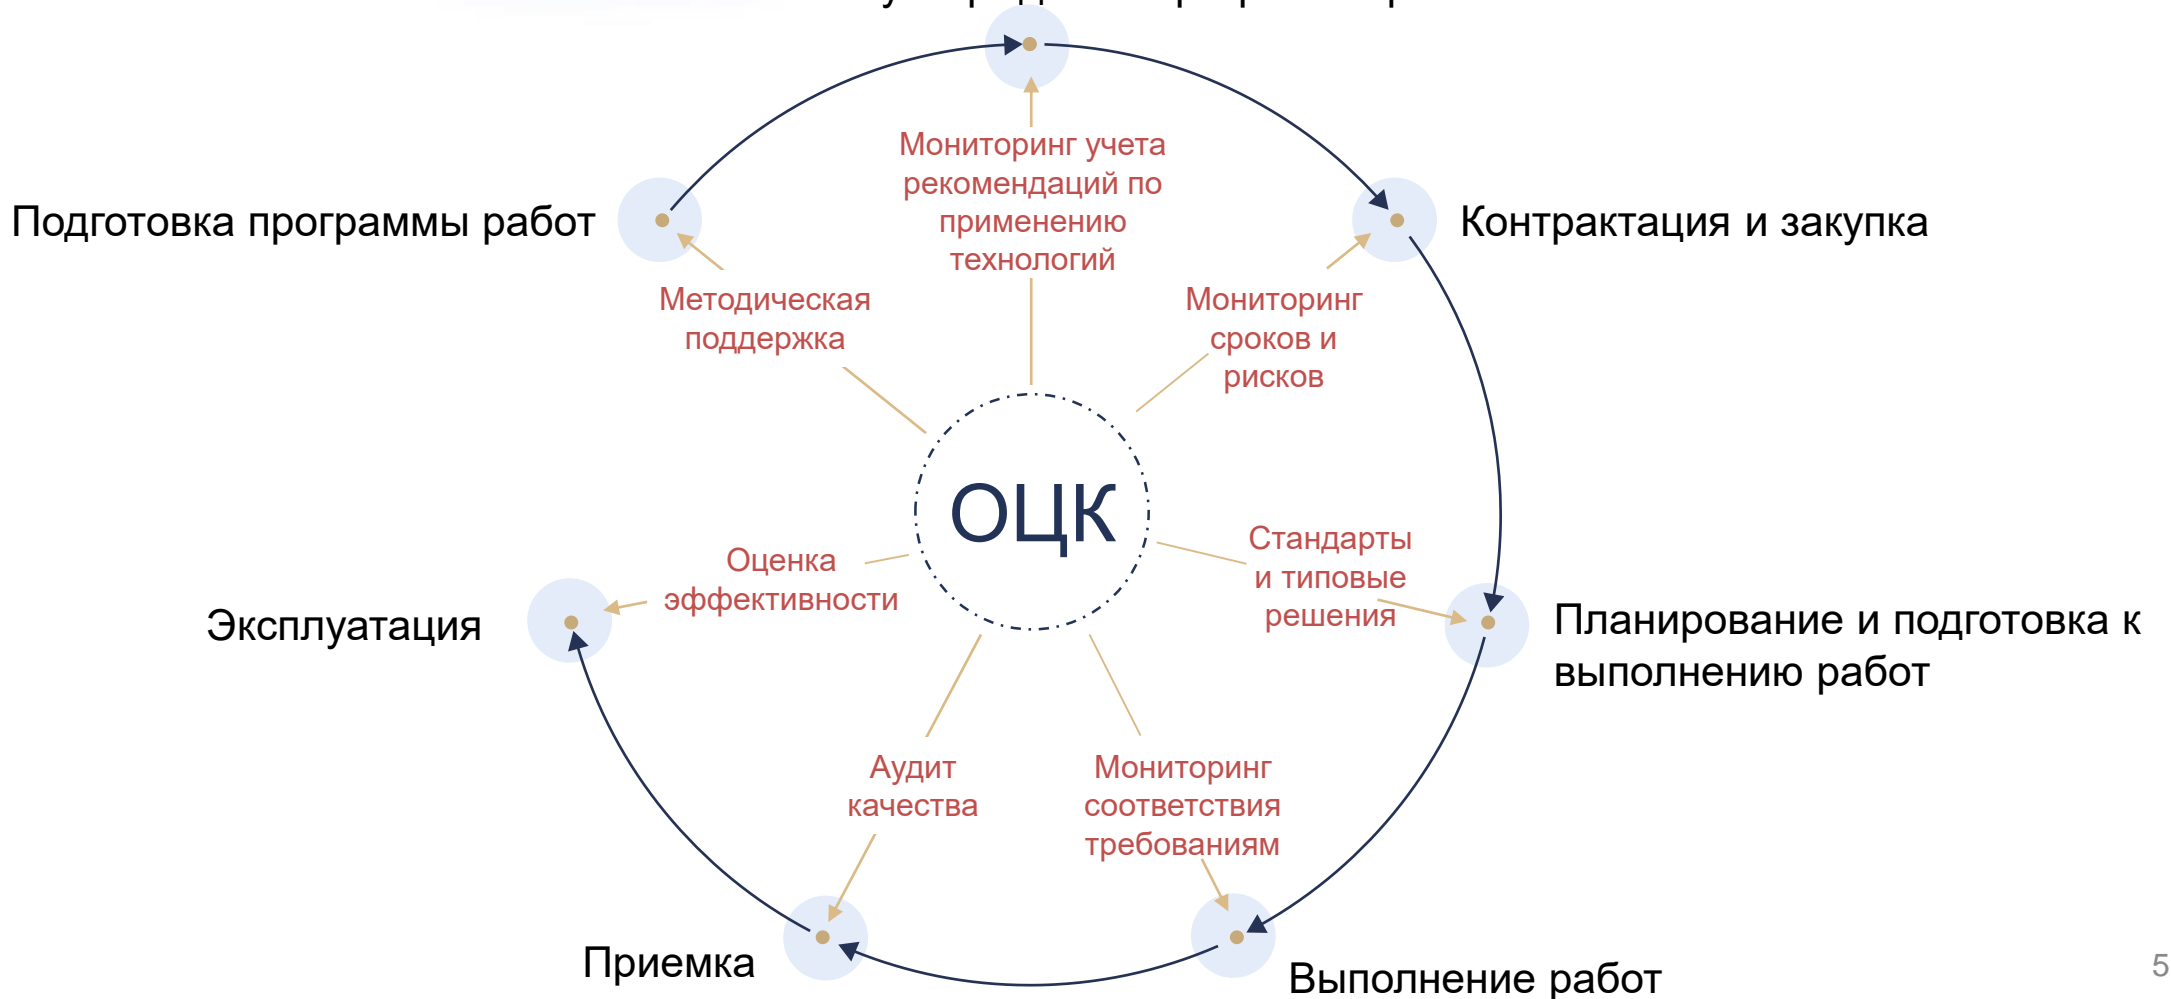 Мониторинг учета
рекомендаций по
применению
технологий
Подготовка программы работ
Контрактация и закупка
Методическая
поддержка
Мониторинг
сроков и
рисков
ОЦК
Стандарты
и типовые
решения
Оценка
эффективности
Эксплуатация
Планирование и подготовка к
выполнению работ
Аудит
качества
Мониторинг
соответствия
требованиям
Приемка
Выполнение работ
5